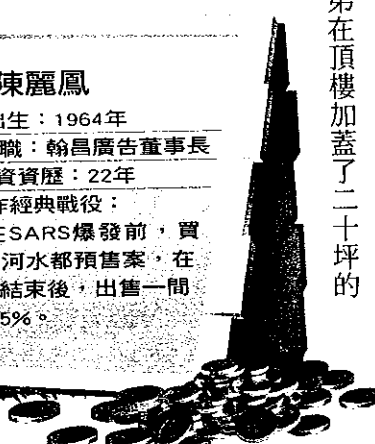 陳麗鳳
出生：1964年
職：翰昌廣告董事長
資資歷：22年
作經典戰役：
在SARS爆發前，買
河水都預售案，在
結束後，出售一間
5%。
弟在頂樓加蓋了二十坪的